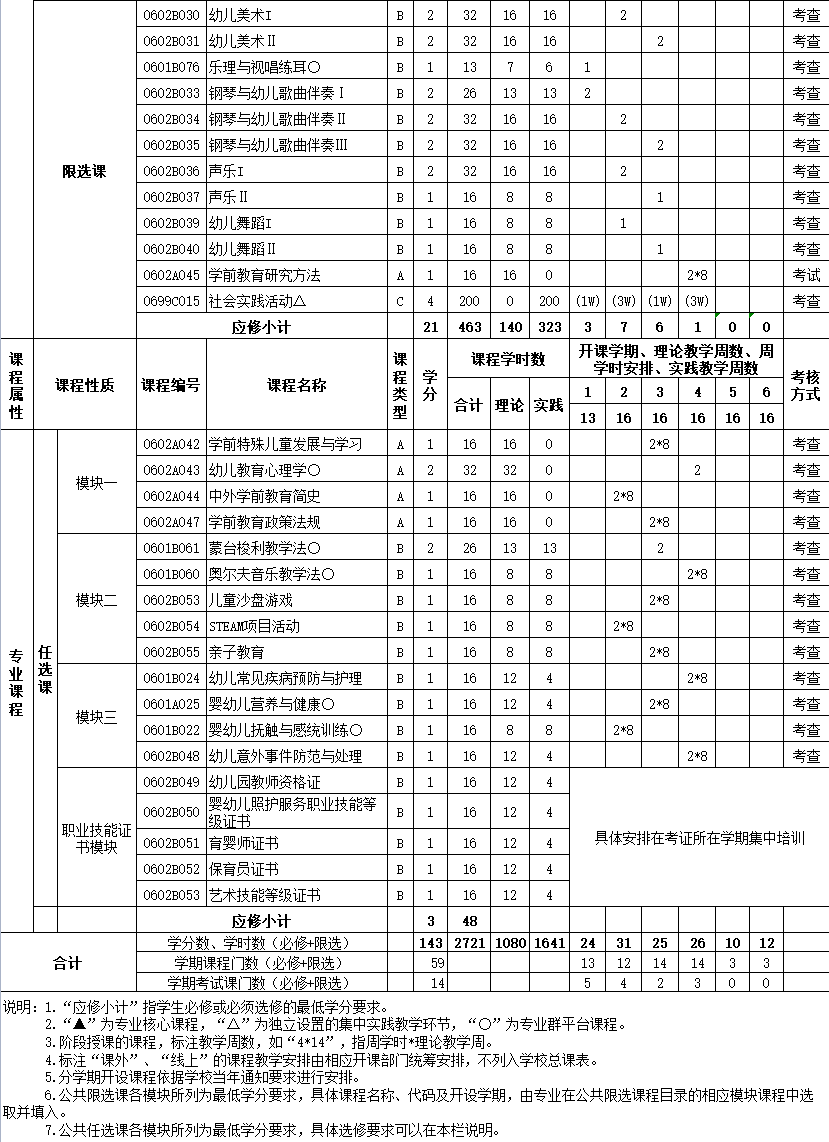 0602B030 幼儿美术Ⅰ B 2 32 16 16 2 考查
0602B031 幼儿美术Ⅱ B 2 32 16 16 2 考查
0601B076 乐理与视唱练耳〇 B 1 13 7 6 1 考查
0602B033 钢琴与幼儿歌曲伴奏Ⅰ B 2 26 13 13 2 考查
0602B034 钢琴与幼儿歌曲伴奏Ⅱ B 2 32 16 16 2 考查
0602B035 钢琴与幼儿歌曲伴奏Ⅲ B 2 32 16 16 2 考查
限选课 0602B036 声乐Ⅰ B 2 32 16 16 2 考查
0602B037 声乐Ⅱ B 1 16 8 8 1 考查
0602B039 幼儿舞蹈Ⅰ B 1 16 8 8 1 考查
0602B040 幼儿舞蹈Ⅱ B 1 16 8 8 1 考查
0602A045 学前教育研究方法 A 1 16 16 0 2*8 考试
0699C015 社会实践活动△ C 4 200 0 200 (1W) (3W) (1W) (3W) 考查
应修小计 21 463 140 323 3 7 6 1 0 0
课程属性 课程性质 课程编号 课程名称 课程类型 学分 课程学时数 开课学期、理论教学周数、周学时安排、实践教学周数 考核方式
合计 理论 实践 1 2 3 4 5 6
13 16 16 16 16 16
专业课程 任选课
模块一 0602A042 学前特殊儿童发展与学习 A 1 16 16 0 2*8 考查
0602A043 幼儿教育心理学〇 A 2 32 32 0 2 考查
0602A044 中外学前教育简史 A 1 16 16 0 2*8 考查
0602A047 学前教育政策法规 A 1 16 16 0 2*8 考查
模块二 0601B061 蒙台梭利教学法〇 B 2 26 13 13 2 考查
0601B060 奥尔夫音乐教学法〇 B 1 16 8 8 2*8 考查
0602B053 儿童沙盘游戏 B 1 16 8 8 2*8 考查
0602B054 STEAM项目活动 B 1 16 8 8 2*8 考查
0602B055 亲子教育 B 1 16 8 8 2*8 考查
模块三 0601B024 幼儿常见疾病预防与护理 B 1 16 12 4 2*8 考查
0601A025 婴幼儿营养与健康〇 B 1 16 12 4 2*8 考查
0601B022 婴幼儿抚触与感统训练〇 B 1 16 8 8 2*8 考查
0602B048 幼儿意外事件防范与处理 B 1 16 12 4 2*8 考查
职业技能证书模块 0602B049 幼儿园教师资格证 B 1 16 12 4 具体安排在考证所在学期集中培训
0602B050 婴幼儿照护服务职业技能等级证书 B 1 16 12 4
0602B051 育婴师证书 B 1 16 12 4
0602B052 保育员证书 B 1 16 12 4
0602B053 艺术技能等级证书 B 1 16 12 4
应修小计 3 48
合计 学分数、学时数（必修+限选） 143 2721 1080 1641 24 31 25 26 10 12
学期课程门数（必修+限选） 59 13 12 14 14 3 3
学期考试课门数（必修+限选） 14 5 4 2 3 0 0
说明：1.“应修小计”指学生必修或必须选修的最低学分要求。
2.“▲”为专业核心课程，“△”为独立设置的集中实践教学环节，“〇”为专业群平台课程。
3.阶段授课的课程，标注教学周数，如“4*14”，指周学时*理论教学周。
4.标注“课外”、“线上”的课程教学安排由相应开课部门统筹安排，不列入学校总课表。
5.分学期开设课程依据学校当年通知要求进行安排。
6.公共限选课各模块所列为最低学分要求，具体课程名称、代码及开设学期，由专业在公共限选课程目录的相应模块课程中选
取并填入。
7.公共任选课各模块所列为最低学分要求，具体选修要求可以在本栏说明。